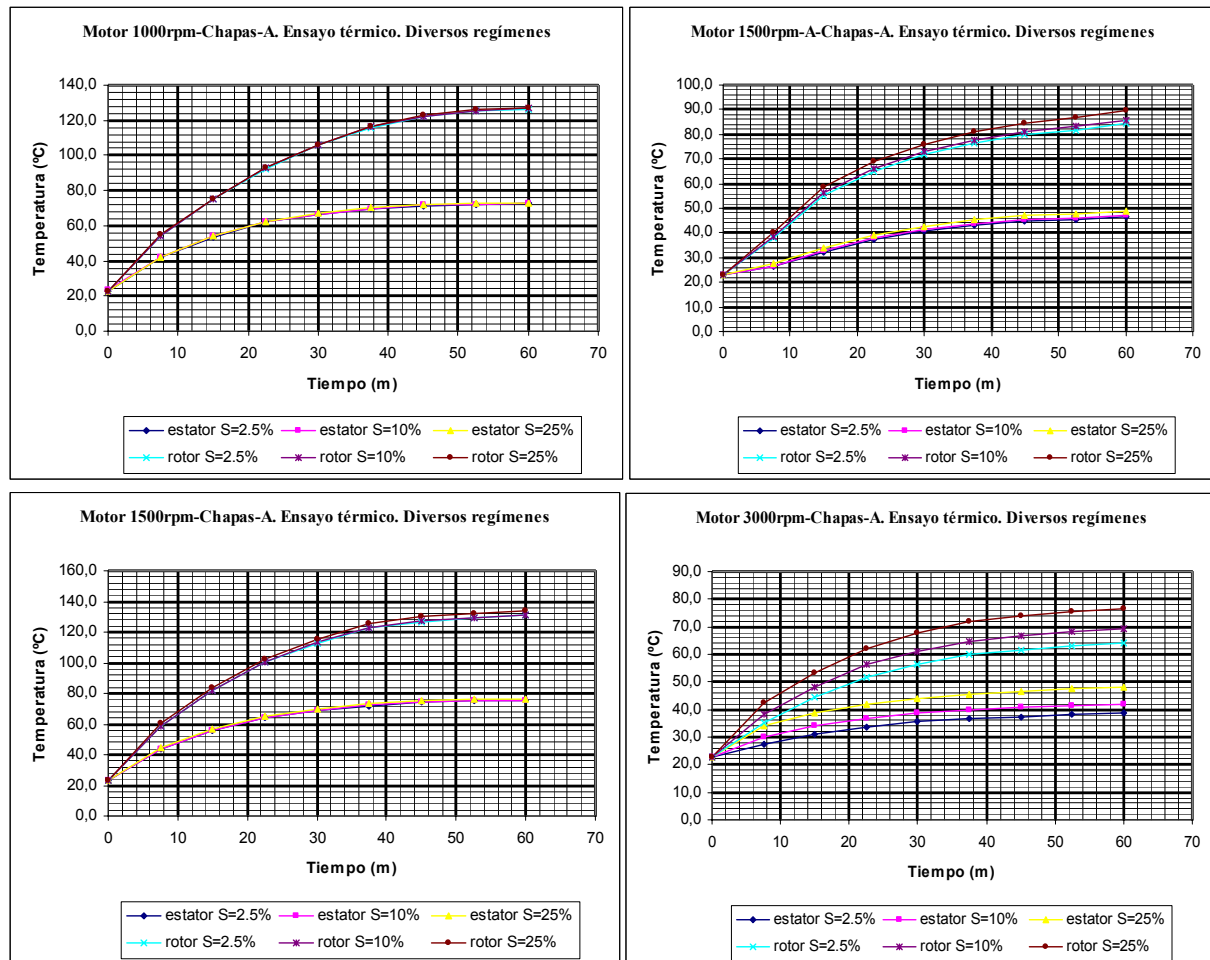 Motor 1000rpm-Chapas-A. Ensayo térmico. Diversos regímenes
140,0
120,0
100,0
80,0
60,0
40,0
20,0
0,0
Temperatura (ºC)
0 10 20 30 40 50 60 70
Tiempo (m)
estator S=2.5% estator S=10% estator S=25%
rotor S=2.5% rotor S=10% rotor S=25%
Motor 1500rpm-A-Chapas-A. Ensayo térmico. Diversos regímenes
100,0
90,0
80,0
70,0
60,0
50,0
40,0
30,0
20,0
10,0
0,0
Temperatura (ºC)
0 10 20 30 40 50 60 70
Tiempo (m)
estator S=2.5% estator S=10% estator S=25%
rotor S=2.5% rotor S=10% rotor S=25%
Motor 1500rpm-Chapas-A. Ensayo térmico. Diversos regímenes
160,0
140,0
120,0
100,0
80,0
60,0
40,0
20,0
0,0
Temperatura (ºC)
0 10 20 30 40 50 60 70
Tiempo (m)
estator S=2.5% estator S=10% estator S=25%
rotor S=2.5% rotor S=10% rotor S=25%
Motor 3000rpm-Chapas-A. Ensayo térmico. Diversos regímenes
90,0
80,0
70,0
60,0
50,0
40,0
30,0
20,0
10,0
0,0
Temperatura (ºC)
0 10 20 30 40 50 60 70
Tiempo (m)
estator S=2.5% estator S=10% estator S=25%
rotor S=2.5% rotor S=10% rotor S=25%